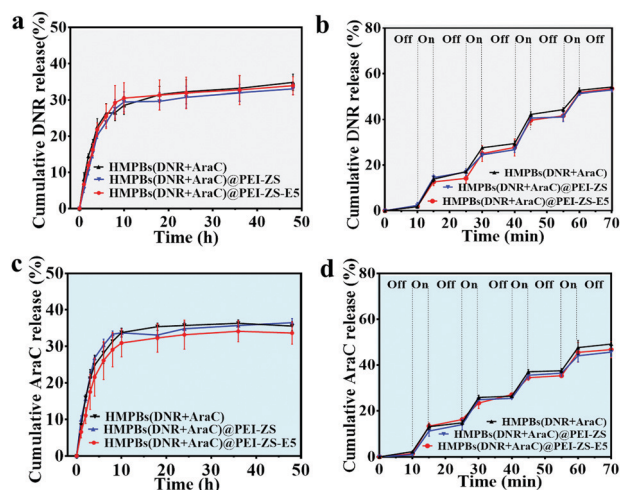 a
Cumulative DNR release(%)
60
50
40
30
20
10
0
HMPBs(DNR+AraC)
HMPBs(DNR+AraC)@PEI-ZS
HMPBs(DNR+AraC)@PEI-ZS-E5
0 10 20 30 40 50
Time (h)
b
Cumulative DNR release (%)
80
60
40
20
0
Off On Off On Off On Off On Off
HMPBs(DNR+AraC)
HMPBs(DNR+AraC)@PEI-ZS
HMPBs(DNR+AraC)@PEI-ZS-E5
0 10 20 30 40 50 60 70
Time (min)
c
Cumulative AraC release (%)
60
50
40
30
20
10
0
HMPBs(DNR+AraC)
HMPBs(DNR+AraC)@PEI-ZS
HMPBs(DNR+AraC)@PEI-ZS-E5
0 10 20 30 40 50
Time (h)
d
Cumulative AraC release (%)
80
60
40
20
0
Off On Off On Off On Off On Off
HMPBs(DNR+AraC)
HMPBs(DNR+AraC)@PEI-ZS
HMPBs(DNR+AraC)@PEI-ZS-E5
0 10 20 30 40 50 60 70
Time (min)